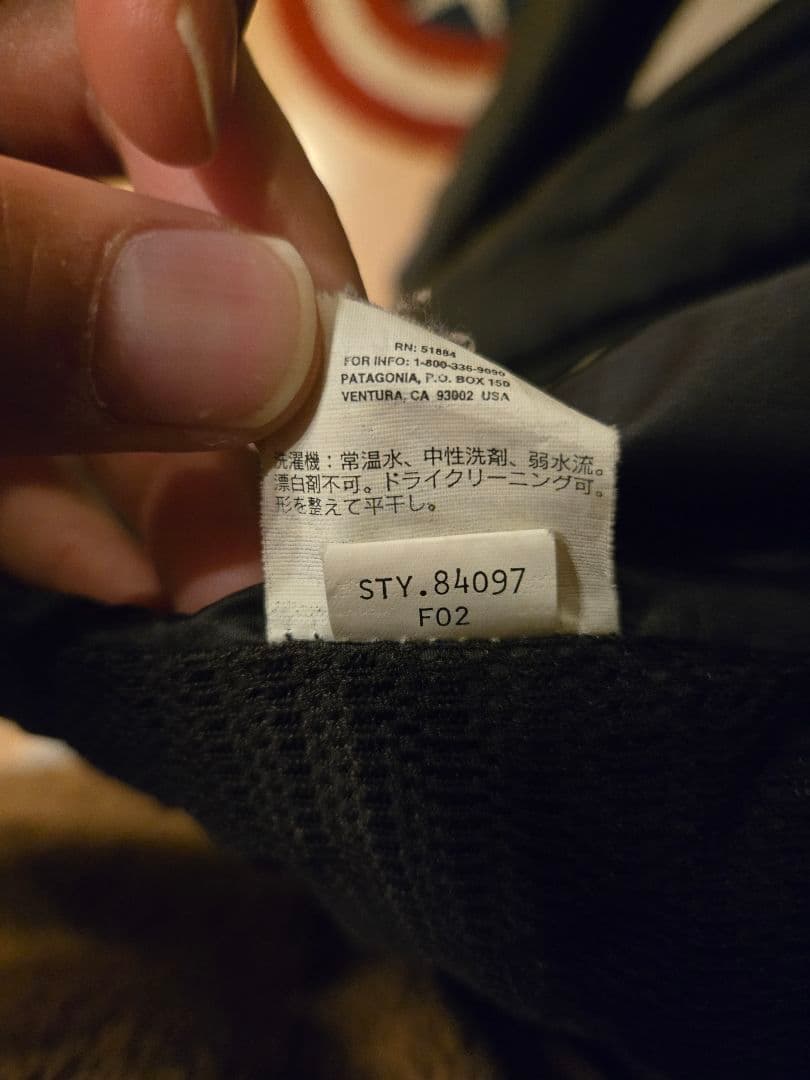 RN: 51884
FOR INFO: 1-800-336-9090
PATAGONIA, P.O. BOX 150
VENTURA, CA 93002 USA
洗濯機：常温水、中性洗剤、弱水流。
漂白剤不可。ドライクリーニング可。
形を整えて平干し。
STY.84097
F02